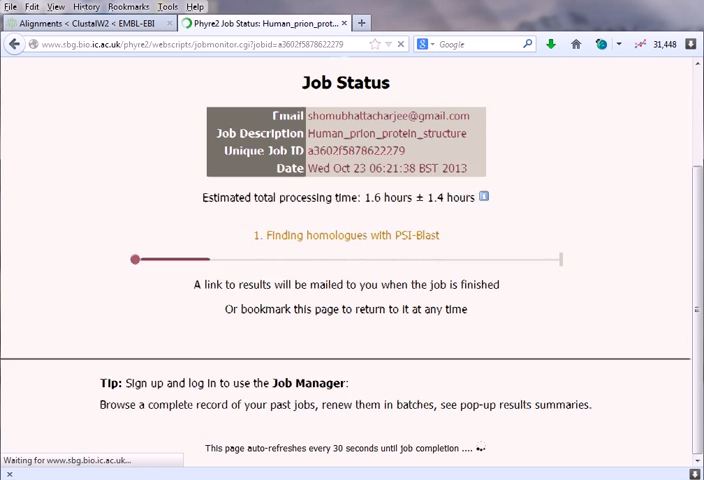 File Edit View History Bookmarks Tools Help
Alignments < ClustalW2 < EMBL-EBI × Phyre2 Job Status: Human_prion_prot... × +
www.sbg.bio.ic.ac.uk/phyre2/webscripts/jobmonitor.cgi?jobid=a3602f5878622279 Google 31,448
Job Status
Email shomubhattacharjee@gmail.com
Job Description Human_prion_protein_structure
Unique Job ID a3602f5878622279
Date Wed Oct 23 06:21:38 BST 2013
Estimated total processing time: 1.6 hours ± 1.4 hours
1. Finding homologues with PSI-Blast
A link to results will be mailed to you when the job is finished
Or bookmark this page to return to it at any time
Tip: Sign up and log in to use the Job Manager:
Browse a complete record of your past jobs, renew them in batches, see pop-up results summaries.
This page auto-refreshes every 30 seconds until job completion ....
Waiting for www.sbg.bio.ic.ac.uk...